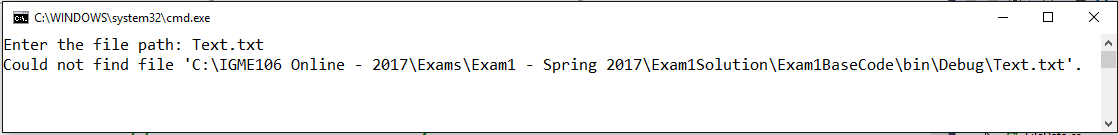 C:\WINDOWS\system32\cmd.exe
Enter the file path: Text.txt
Could not find file 'C:\IGME106 Online - 2017\Exams\Exam1 - Spring 2017\Exam1Solution\Exam1BaseCode\bin\Debug\Text.txt'.